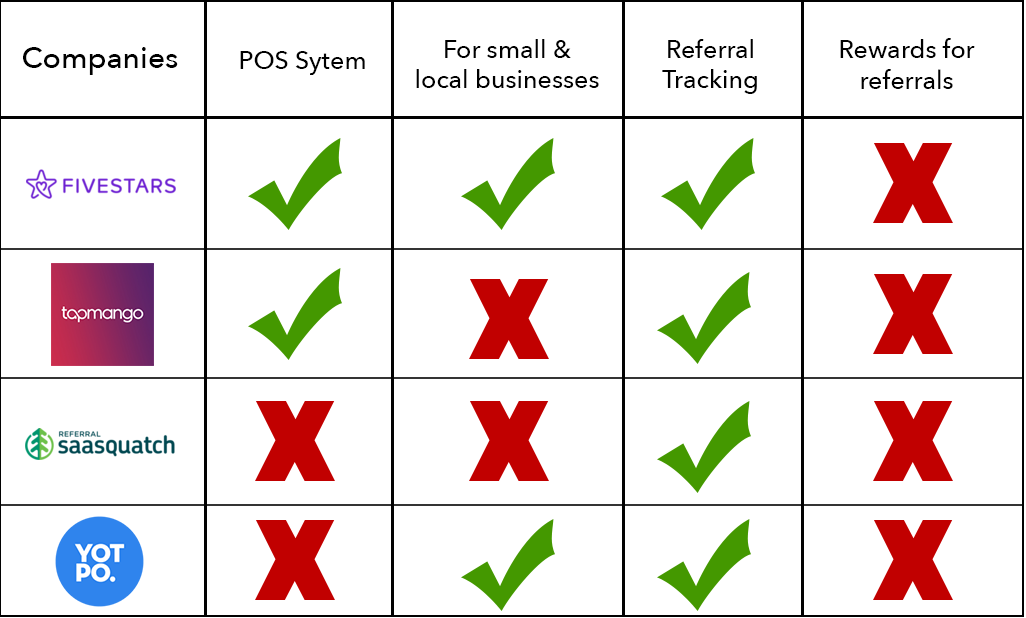 Companies
POS Sytem
For small &
local businesses
Referral
Tracking
Rewards for
referrals
FIVESTARS
tapmango
REFERRAL
saasquatch
YOT
PO.